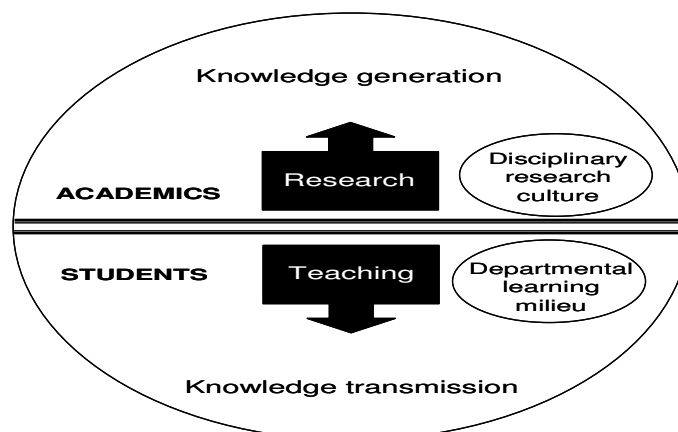 Knowledge generation
Research
Disciplinary
research
culture
ACADEMICS
STUDENTS
Teaching
Departmental
learning
milieu
Knowledge transmission